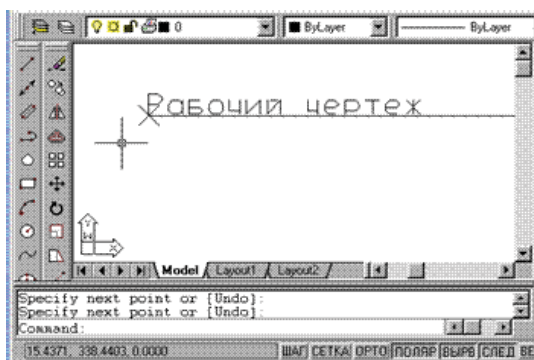 0 ByLayer ByLayer
Рабочий чертеж
Model Layout1 Layout2
Specify next point or [Undo]:
Specify next point or [Undo]:
Command:
15.4371, 338.4403, 0.0000 ШАГ СЕТКА ОРТО ПОЛЯР ВЫРВ СЛЕД ВЕ